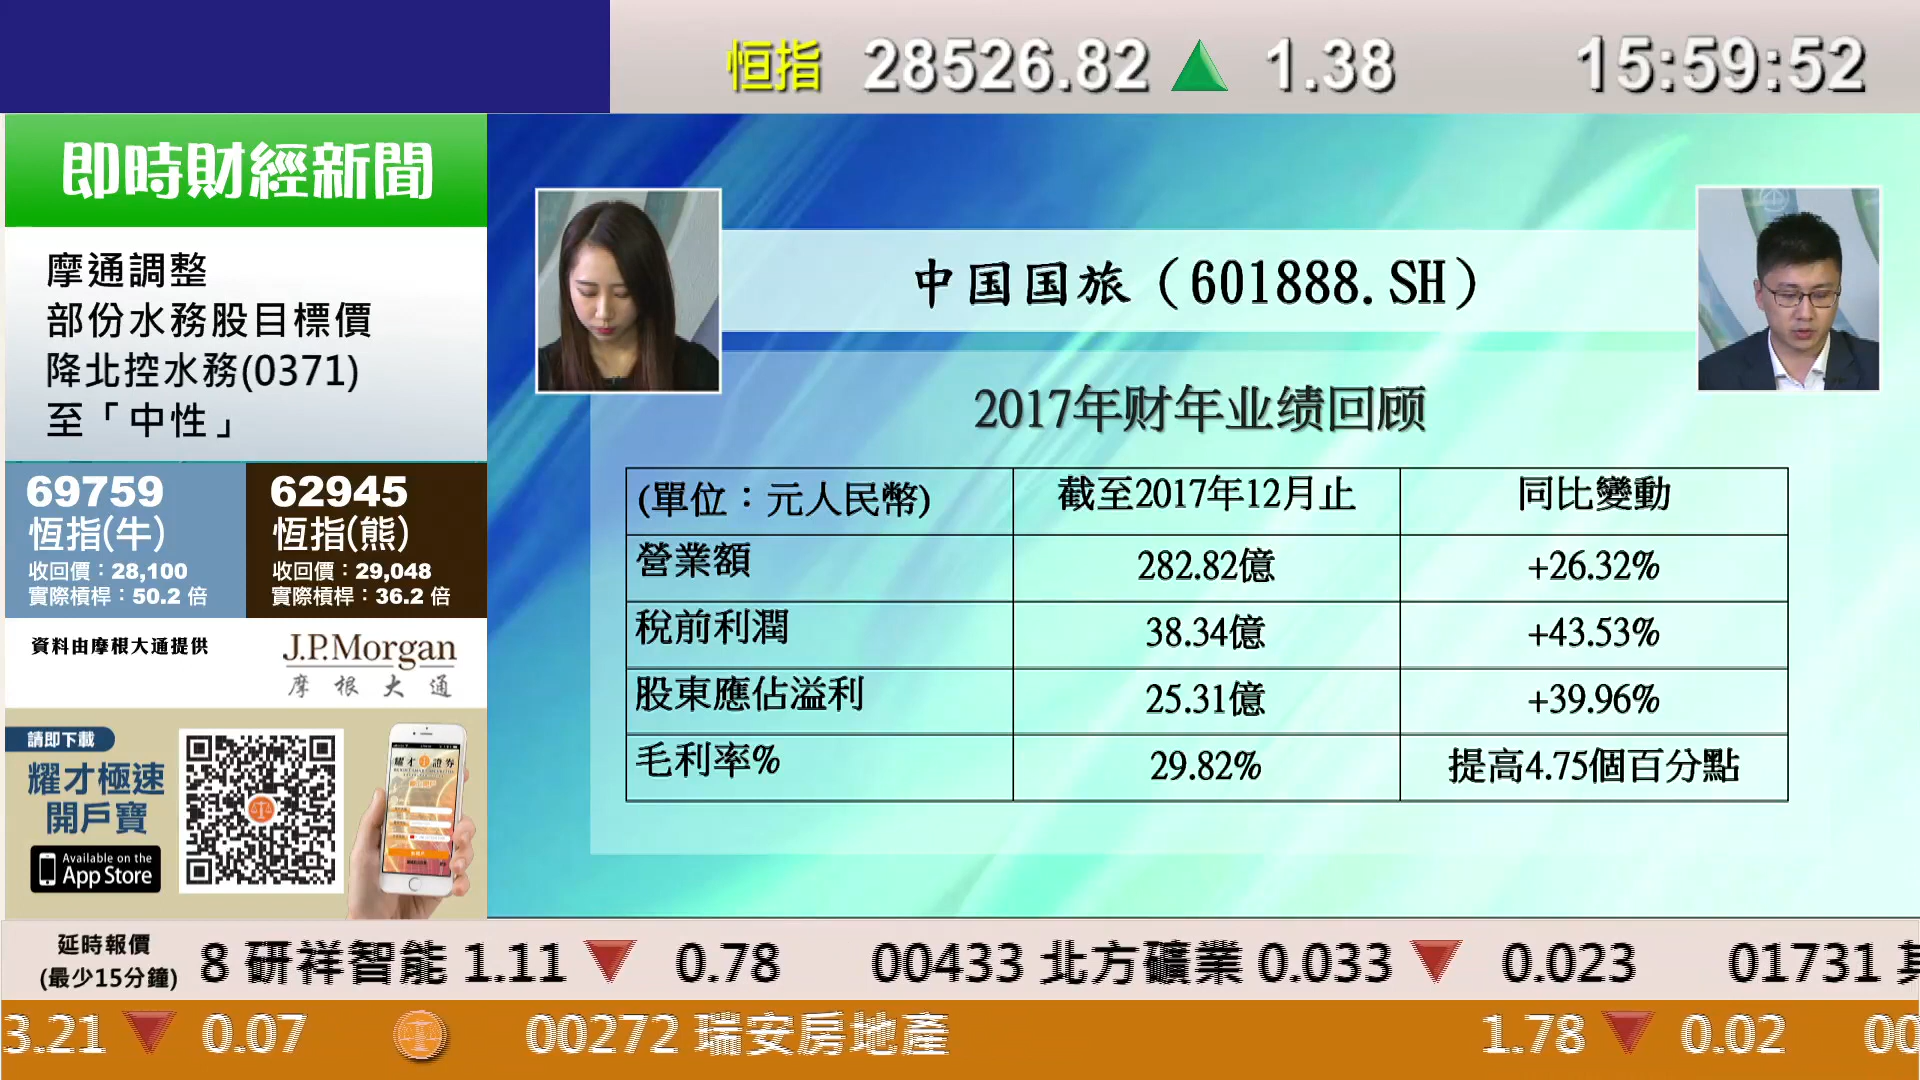 恒指 28526.82 ▲ 1.38 15:59:52
即時財經新聞
摩通調整
部份水務股目標價
降北控水務(0371)
至「中性」
69759
恆指(牛)
收回價：28,100
實際槓桿：50.2 倍
62945
恆指(熊)
收回價：29,048
實際槓桿：36.2 倍
資料由摩根大通提供
J.P.Morgan
摩根大通
請即下載
耀才極速
開戶寶
Available on the
App Store
耀才證券
中国国旅（601888.SH）
2017年财年业绩回顾
(單位：元人民幣) 截至2017年12月止 同比變動
營業額 282.82億 +26.32%
稅前利潤 38.34億 +43.53%
股東應佔溢利 25.31億 +39.96%
毛利率% 29.82% 提高4.75個百分點
延時報價
(最少15分鐘)
8 研祥智能 1.11 ▼ 0.78 00433 北方礦業 0.033 ▼ 0.023 01731
3.21 ▼ 0.07 00272 瑞安房地產 1.78 ▼ 0.02 00